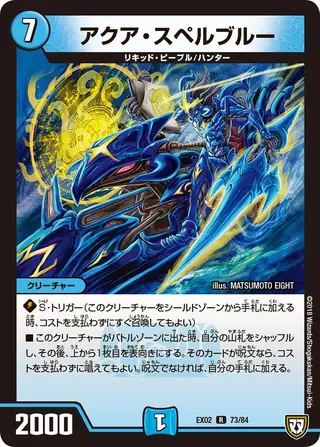 7
アクア・スペルブルー
リキッド・ピープル/ハンター
illus. MATSUMOTO EIGHT
クリーチャー
S・トリガー(このクリーチャーをシールドゾーンから手札に加える
時、コストを支払わずにすぐ召喚してもよい)
■このクリーチャーがバトルゾーンに出た時、自分の山札をシャッフル
し、その後、上から1枚目を表向きにする。そのカードが呪文なら、コス
トを支払わずに唱えてもよい。呪文でなければ、自分の手札に加える。
2000
EX02 R 73/84
©2018 Wizards/Shogakukan/Mitsui-Kids